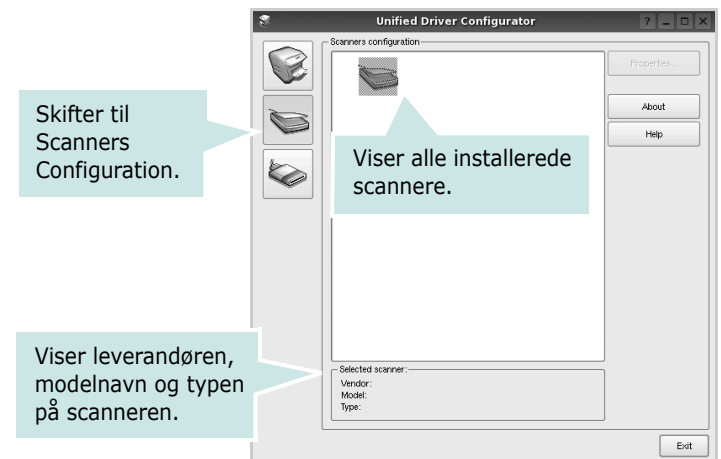 Unified Driver Configurator
Scanners configuration
Properties...
About
Help
Skifter til
Scanners
Configuration.
Viser alle installerede
scannere.
Viser leverandøren,
modelnavn og typen
på scanneren.
Selected scanner:
Vendor:
Model:
Type:
Exit